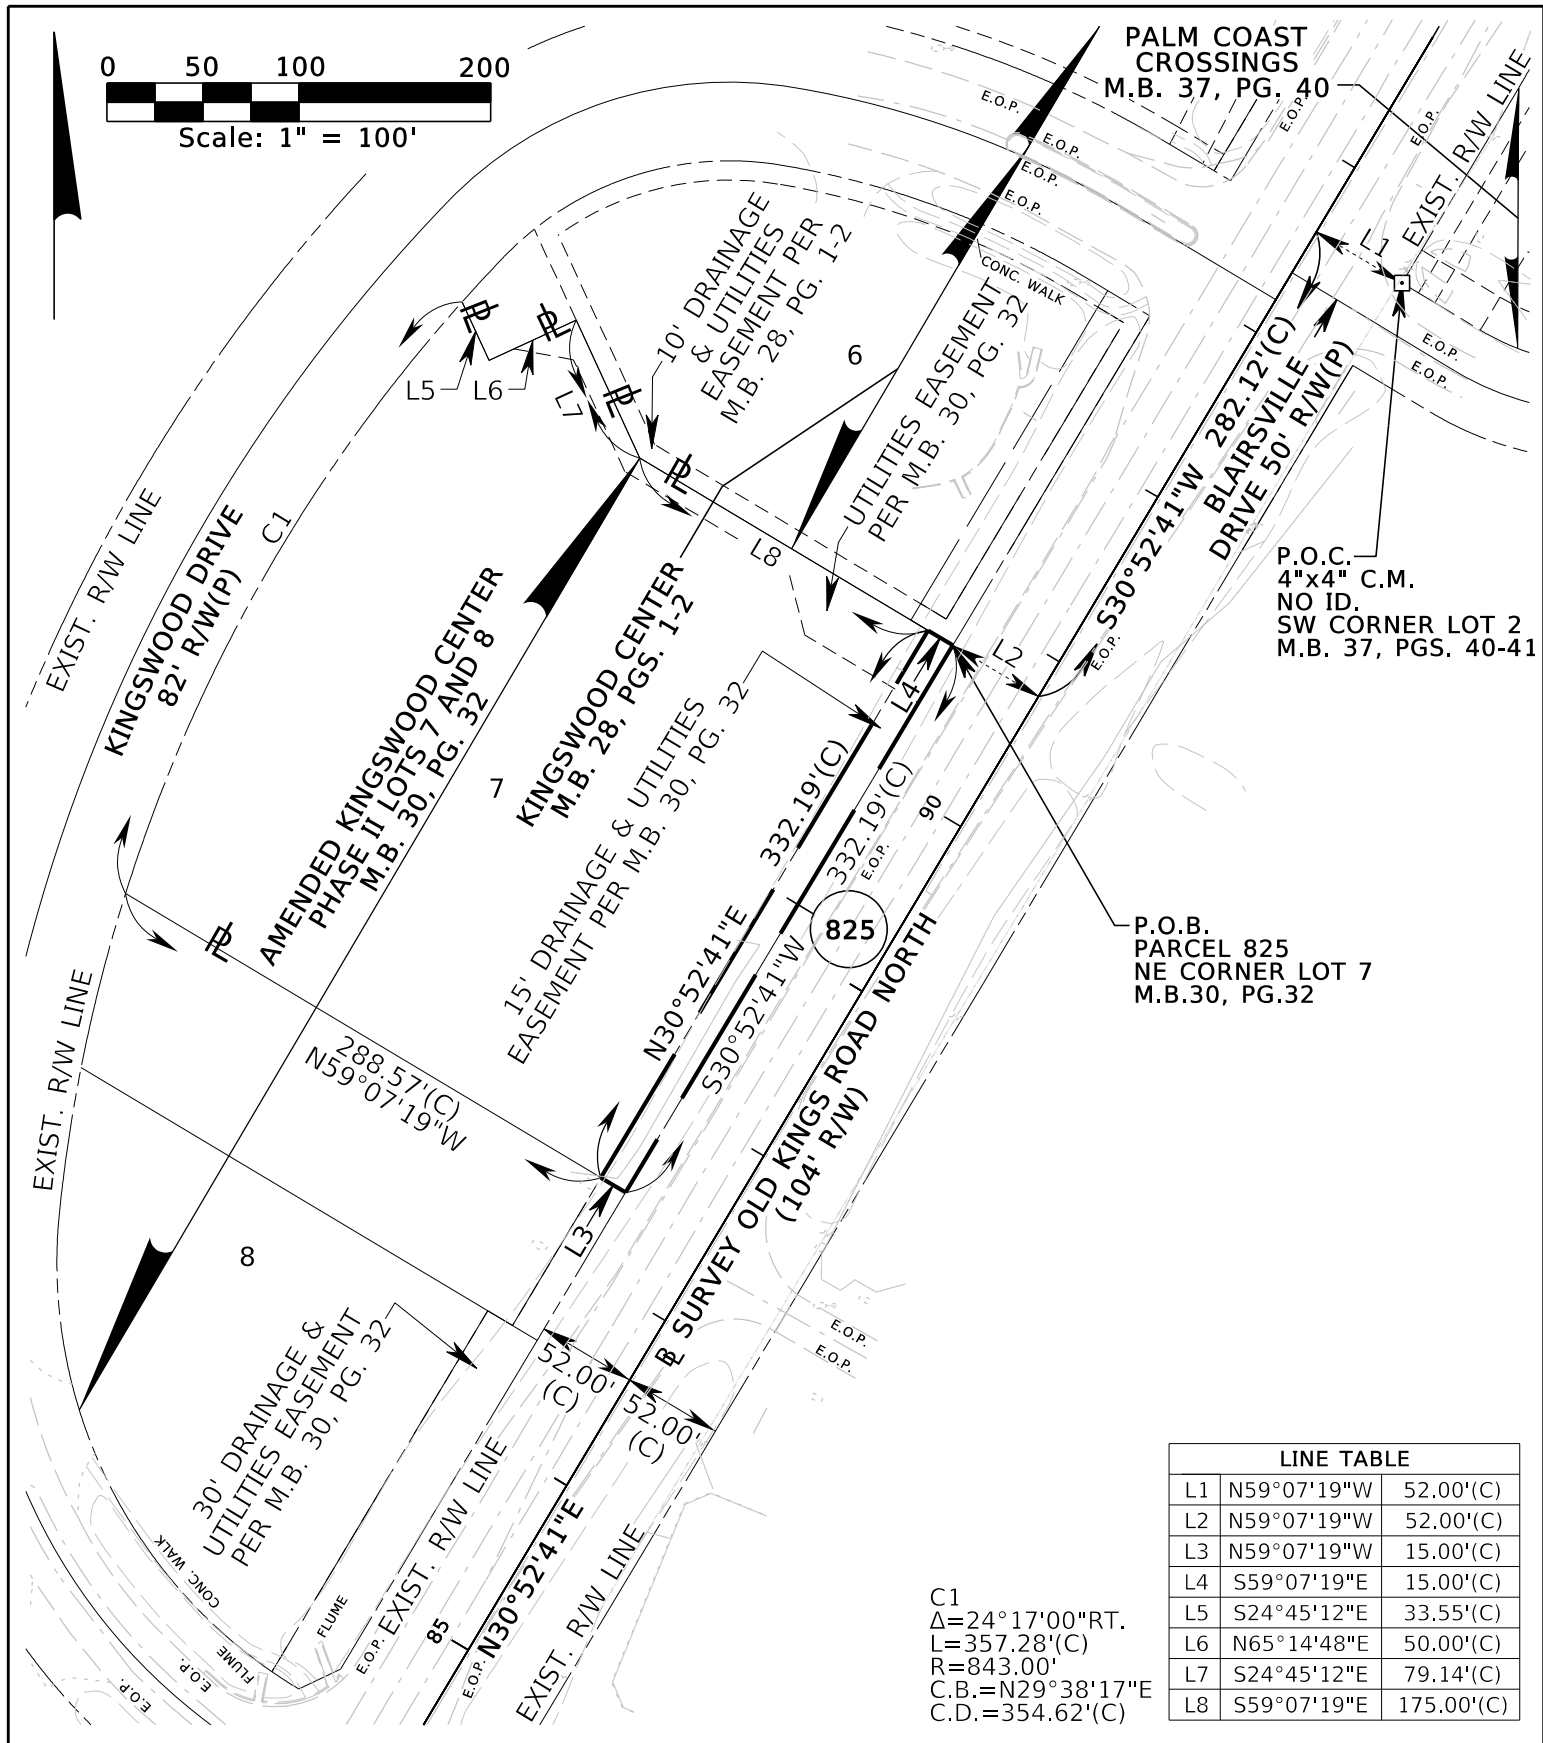 0 50 100 200
Scale: 1" = 100'
PALM COAST
CROSSINGS
M.B. 37, PG. 40
E.O.P.
E.O.P.
E.O.P.
E.O.P.
E.O.P.
E.O.P.
EXIST. R/W LINE
L1
CONC. WALK
10' DRAINAGE
& UTILITIES
EASEMENT PER
M.B. 28, PG. 1-2
6
UTILITIES EASEMENT
PER M.B. 30, PG. 32
S30°52'41"W 282.12'(C)
BLAIRSVILLE
DRIVE 50' R/W(P)
E.O.P.
E.O.P.
PL
PL
PL
PL
L5
L6
L7
L8
P.O.C.
4"x4" C.M.
NO ID.
SW CORNER LOT 2
M.B. 37, PGS. 40-41
EXIST. R/W LINE
KINGSWOOD DRIVE
82' R/W(P)
C1
AMENDED KINGSWOOD CENTER
PHASE II LOTS 7 AND 8
M.B. 30, PG. 32
7
KINGSWOOD CENTER
M.B. 28, PGS. 1-2
15' DRAINAGE & UTILITIES
EASEMENT PER M.B. 30, PG. 32
L4
L2
E.O.P.
332.19'(C)
N30°52'41"E
332.19'(C)
S30°52'41"W
E.O.P.
90
825
P.O.B.
PARCEL 825
NE CORNER LOT 7
M.B.30, PG.32
PL
EXIST. R/W LINE
288.57'(C)
N59°07'19"W
BL SURVEY OLD KINGS ROAD NORTH
(104' R/W)
L3
8
52.00'
(C)
52.00'
(C)
E.O.P.
E.O.P.
30' DRAINAGE &
UTILITIES EASEMENT
PER M.B. 30, PG. 32
CONC. WALK
FLUME
FLUME
E.O.P.
E.O.P.
E.O.P.
EXIST. R/W LINE
85
E.O.P.
N30°52'41"E
EXIST. R/W LINE
C1
Δ=24°17'00"RT.
L=357.28'(C)
R=843.00'
C.B.=N29°38'17"E
C.D.=354.62'(C)
LINE TABLE
L1 N59°07'19"W 52.00'(C)
L2 N59°07'19"W 52.00'(C)
L3 N59°07'19"W 15.00'(C)
L4 S59°07'19"E 15.00'(C)
L5 S24°45'12"E 33.55'(C)
L6 N65°14'48"E 50.00'(C)
L7 S24°45'12"E 79.14'(C)
L8 S59°07'19"E 175.00'(C)